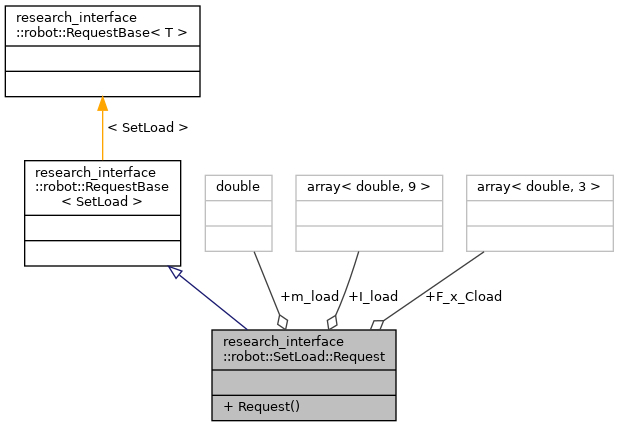 research_interface
::robot::RequestBase< T >
< SetLoad >
research_interface
::robot::RequestBase
< SetLoad >
double
array< double, 9 >
array< double, 3 >
+m_load
+I_load
+F_x_Cload
research_interface
::robot::SetLoad::Request
+ Request()